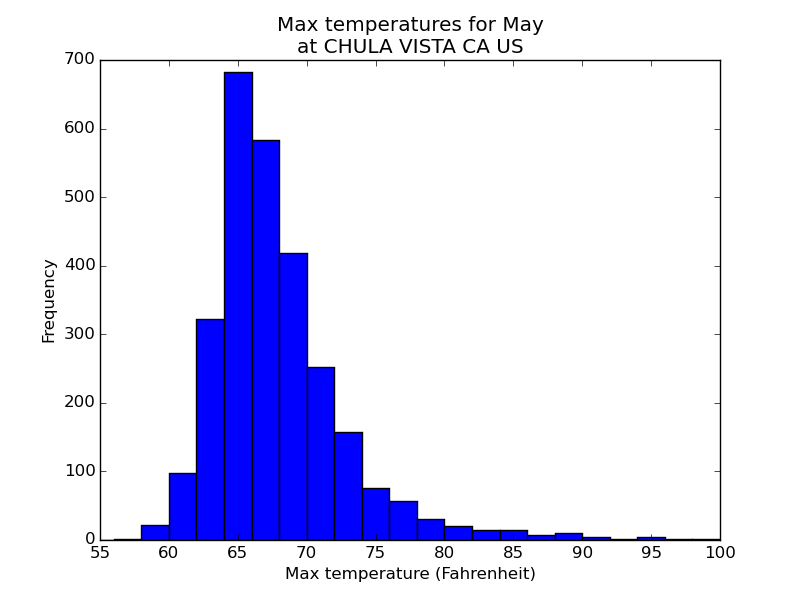 Max temperatures for May
at CHULA VISTA CA US
700
600
500
400
300
200
100
0
Frequency
55 60 65 70 75 80 85 90 95 100
Max temperature (Fahrenheit)